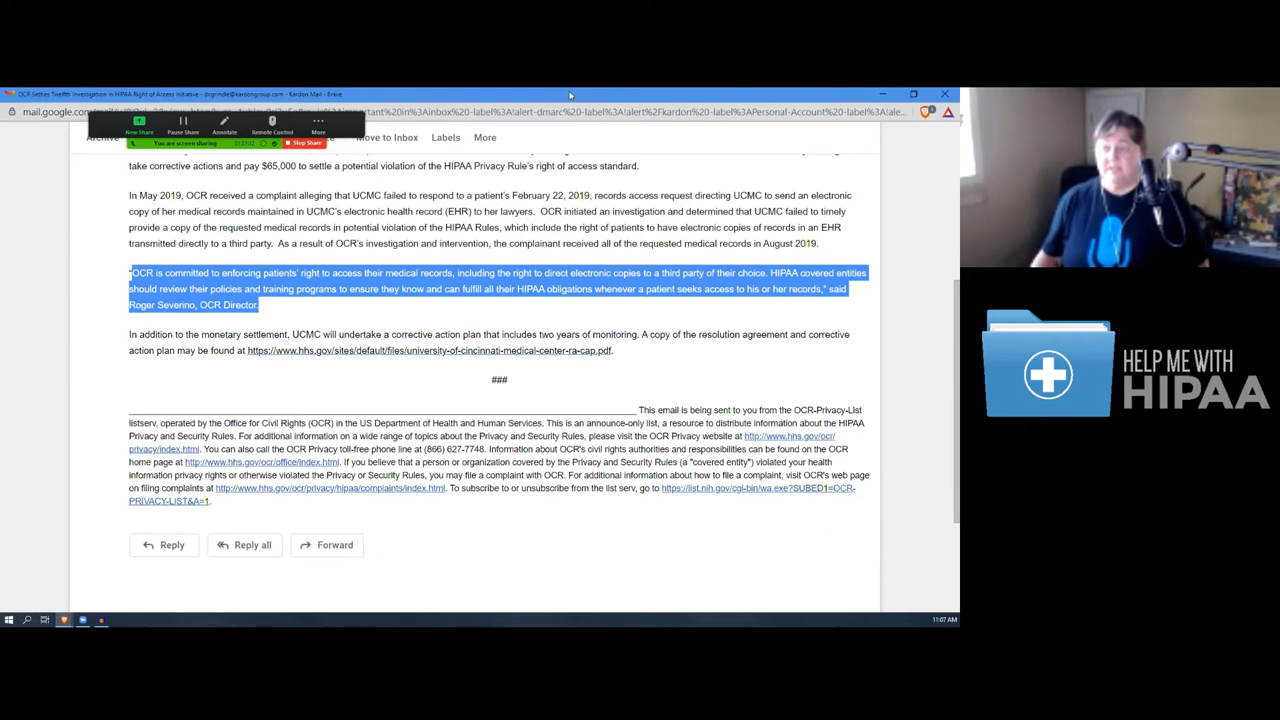 OCR Settles Twelfth Investigation in HIPAA Right of Access Initiative - dcgrindle@kardongroup.com - Kardon Mail - Brave
mail.google.com
New Share
Pause Share
Annotate
Remote Control
More
You are screen sharing
Stop Share
Move to Inbox
Labels
More
take corrective actions and pay $65,000 to settle a potential violation of the HIPAA Privacy Rule's right of access standard.
In May 2019, OCR received a complaint alleging that UCMC failed to respond to a patient's February 22, 2019, records access request directing UCMC to send an electronic
copy of her medical records maintained in UCMC's electronic health record (EHR) to her lawyers.  OCR initiated an investigation and determined that UCMC failed to timely
provide a copy of the requested medical records in potential violation of the HIPAA Rules, which include the right of patients to have electronic copies of records in an EHR
transmitted directly to a third party.  As a result of OCR's investigation and intervention, the complainant received all of the requested medical records in August 2019.
"OCR is committed to enforcing patients' right to access their medical records, including the right to direct electronic copies to a third party of their choice. HIPAA covered entities
should review their policies and training programs to ensure they know and can fulfill all their HIPAA obligations whenever a patient seeks access to his or her records," said
Roger Severino, OCR Director.
In addition to the monetary settlement, UCMC will undertake a corrective action plan that includes two years of monitoring. A copy of the resolution agreement and corrective
action plan may be found at https://www.hhs.gov/sites/default/files/university-of-cincinnati-medical-center-ra-cap.pdf.
###
This email is being sent to you from the OCR-Privacy-List
listserv, operated by the Office for Civil Rights (OCR) in the US Department of Health and Human Services. This is an announce-only list, a resource to distribute information about the HIPAA
Privacy and Security Rules. For additional information on a wide range of topics about the Privacy and Security Rules, please visit the OCR Privacy website at http://www.hhs.gov/ocr/
privacy/index.html. You can also call the OCR Privacy toll-free phone line at (866) 627-7748. Information about OCR's civil rights authorities and responsibilities can be found on the OCR
home page at http://www.hhs.gov/ocr/office/index.html. If you believe that a person or organization covered by the Privacy and Security Rules (a "covered entity") violated your health
information privacy rights or otherwise violated the Privacy or Security Rules, you may file a complaint with OCR. For additional information about how to file a complaint, visit OCR's web page
on filing complaints at http://www.hhs.gov/ocr/privacy/hipaa/complaints/index.html. To subscribe to or unsubscribe from the list serv, go to https://list.nih.gov/cgi-bin/wa.exe?SUBED1=OCR-
PRIVACY-LIST&A=1.
Reply
Reply all
Forward
11:07 AM
HELP ME WITH
HIPAA